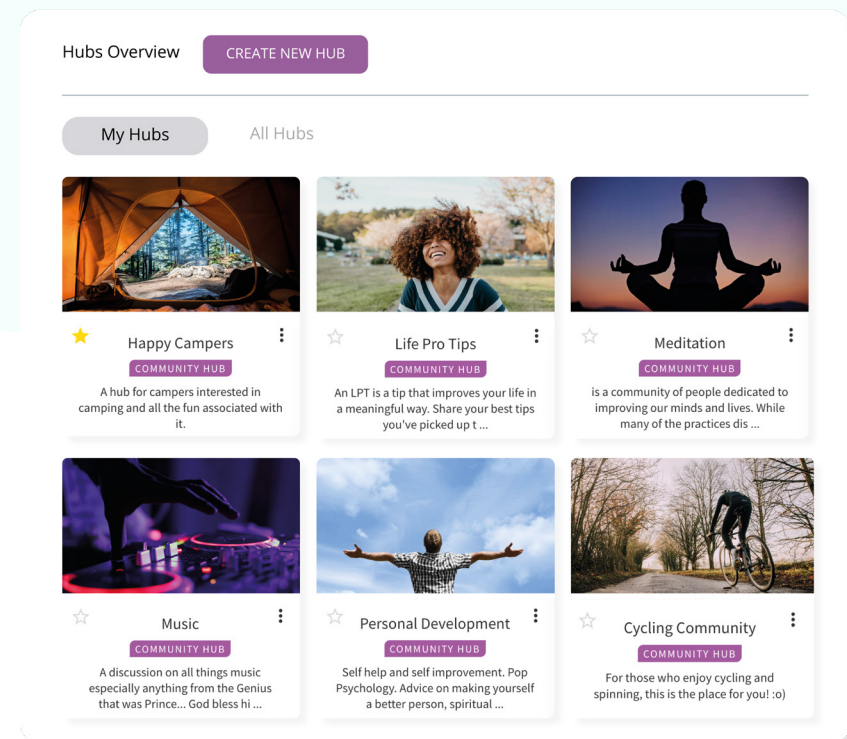 Hubs Overview
CREATE NEW HUB
My Hubs
All Hubs
Happy Campers
COMMUNITY HUB
A hub for campers interested in
camping and all the fun associated with
it.
Life Pro Tips
COMMUNITY HUB
An LPT is a tip that improves your life in
a meaningful way. Share your best tips
you've picked up t ...
Meditation
COMMUNITY HUB
is a community of people dedicated to
improving our minds and lives. While
many of the practices dis ...
Music
COMMUNITY HUB
A discussion on all things music
especially anything from the Genius
that was Prince... God bless hi ...
Personal Development
COMMUNITY HUB
Self help and self improvement. Pop
Psychology. Advice on making yourself
a better person, spiritual ...
Cycling Community
COMMUNITY HUB
For those who enjoy cycling and
spinning, this is the place for you! :o)